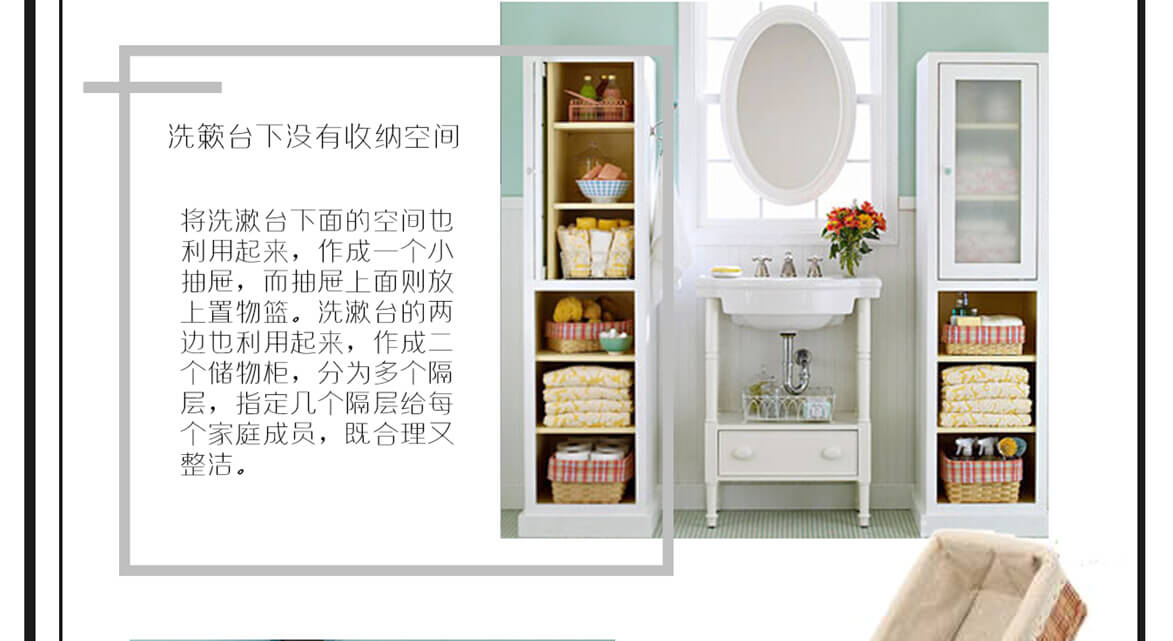 洗簌台下没有收纳空间
将洗漱台下面的空间也
利用起来，作成一个小
抽屉，而抽屉上面则放
上置物篮。洗漱台的两
边也利用起来，作成二
个储物柜，分为多个隔
层，指定几个隔层给每
个家庭成员，既合理又
整洁。